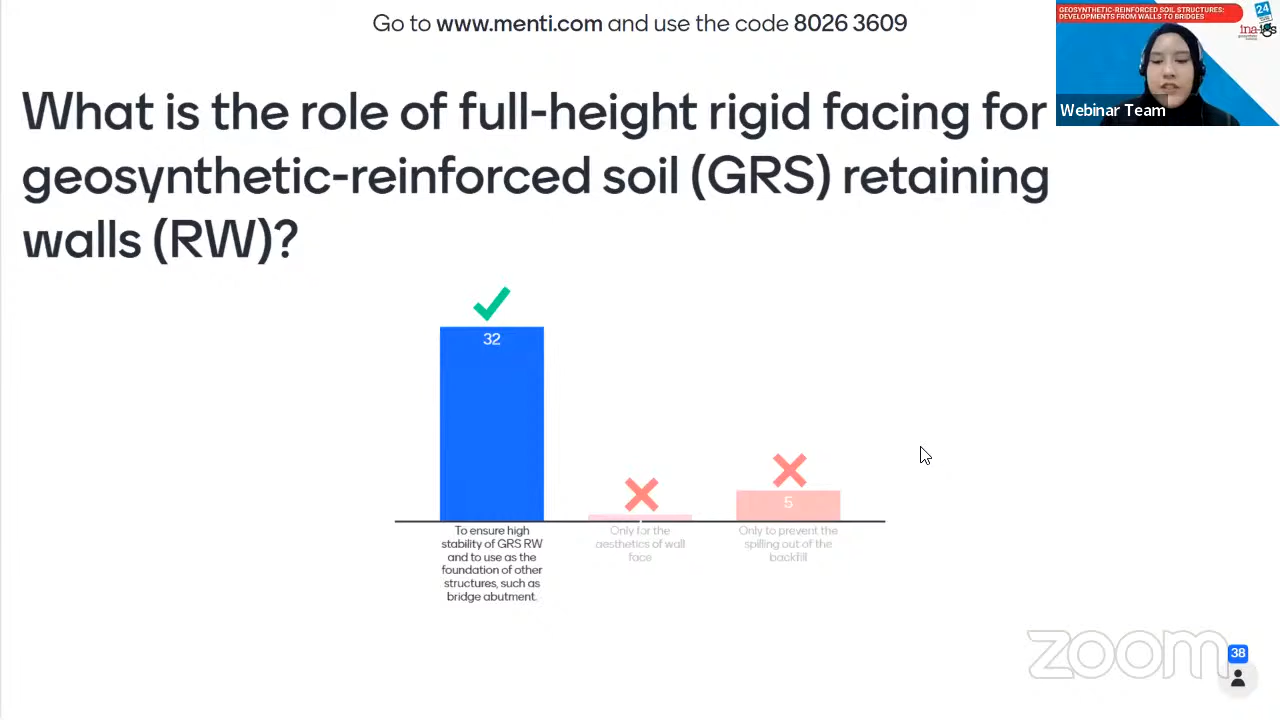 Go to www.menti.com and use the code 8026 3609
GEOSYNTHETIC-REINFORCED SOIL STRUCTURES:
DEVELOPMENTS FROM WALLS TO BRIDGES
24
Webinar Team
What is the role of full-height rigid facing for
geosynthetic-reinforced soil (GRS) retaining
walls (RW)?
32
5
To ensure high
stability of GRS RW
and to use as the
foundation of other
structures, such as
bridge abutment.
Only for the
aesthetics of wall
face
Only to prevent the
spilling out of the
backfill
zoom
38